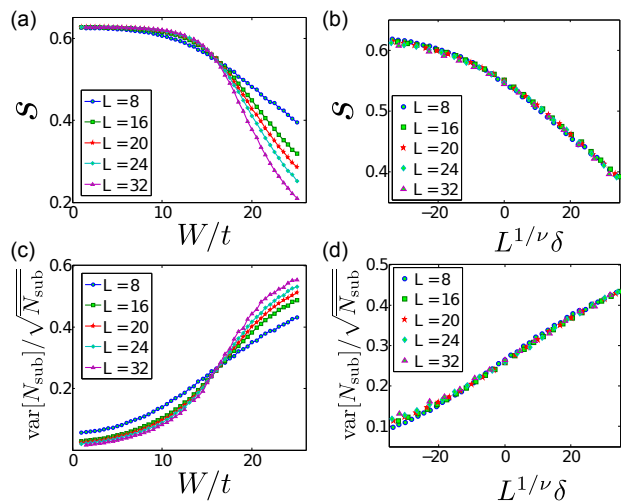 (a)
0.6
0.4
0.2
S
L = 8
L = 16
L = 20
L = 24
L = 32
0
10
20
W/t
(b)
0.6
0.5
0.4
S
L = 8
L = 16
L = 20
L = 24
L = 32
−20
0
20
L^{1/ν}δ
(c)
0.6
0.4
0.2
var[N_sub]/√N_sub
L = 8
L = 16
L = 20
L = 24
L = 32
0
10
20
W/t
(d)
0.5
0.4
0.3
0.2
0.1
var[N_sub]/√N_sub
L = 8
L = 16
L = 20
L = 24
L = 32
−20
0
20
L^{1/ν}δ